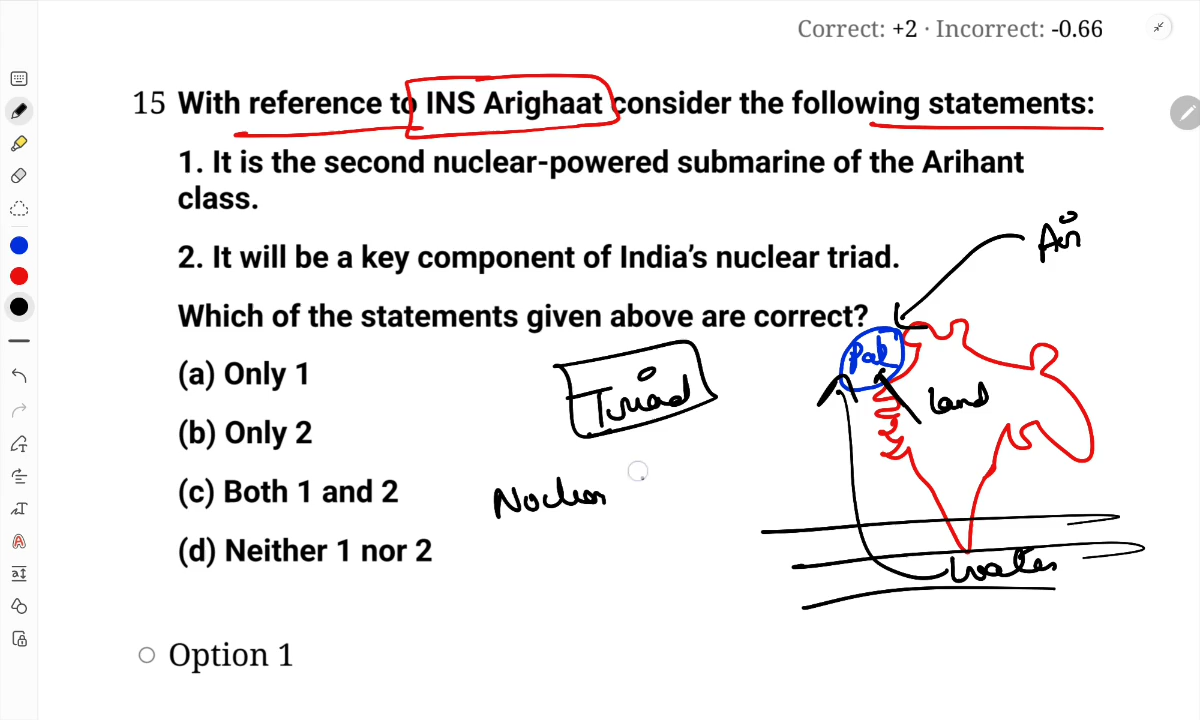 Correct: +2 · Incorrect: -0.66
15 With reference to INS Arighaat consider the following statements:
1. It is the second nuclear-powered submarine of the Arihant
class.
2. It will be a key component of India's nuclear triad.
Which of the statements given above are correct?
(a) Only 1
(b) Only 2
(c) Both 1 and 2
(d) Neither 1 nor 2
Option 1
Triad
Land
Water